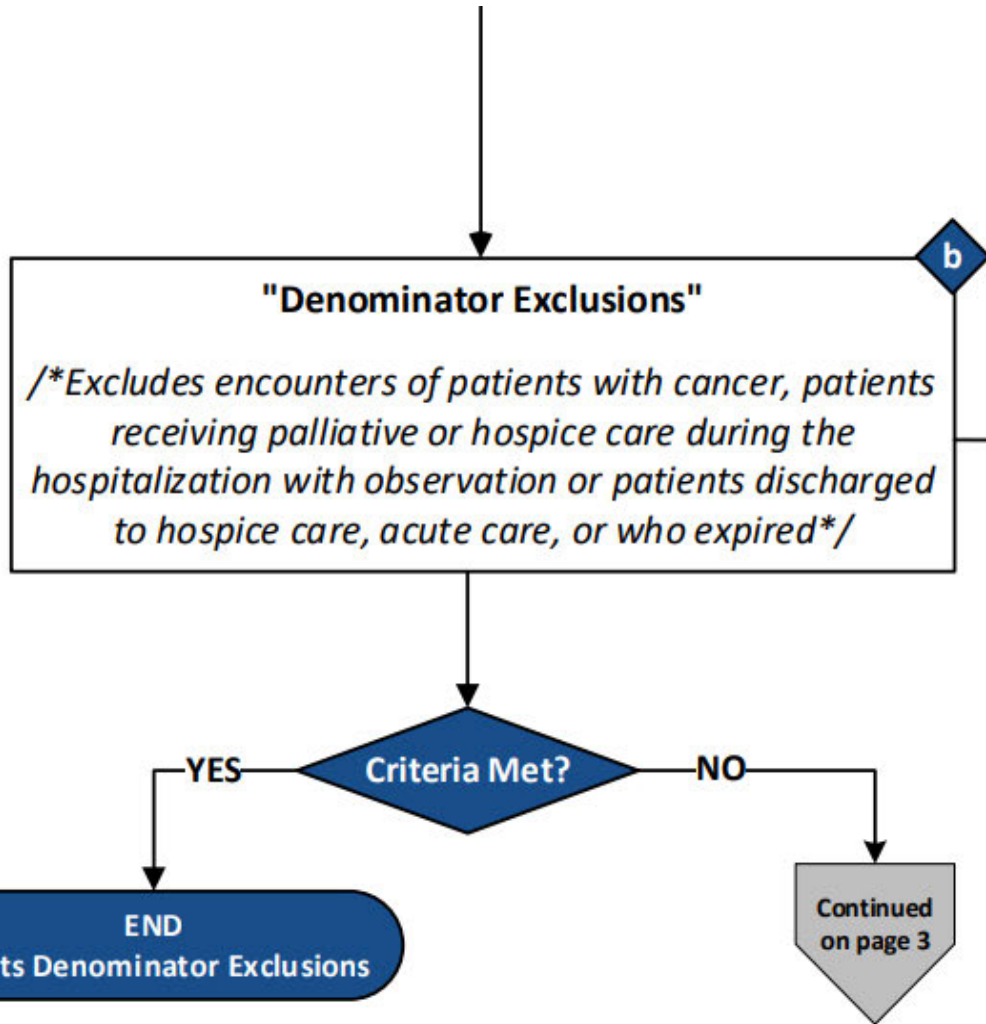 b
"Denominator Exclusions"
/*Excludes encounters of patients with cancer, patients
receiving palliative or hospice care during the
hospitalization with observation or patients discharged
to hospice care, acute care, or who expired*/
YES
Criteria Met?
NO
END
ts Denominator Exclusions
Continued
on page 3